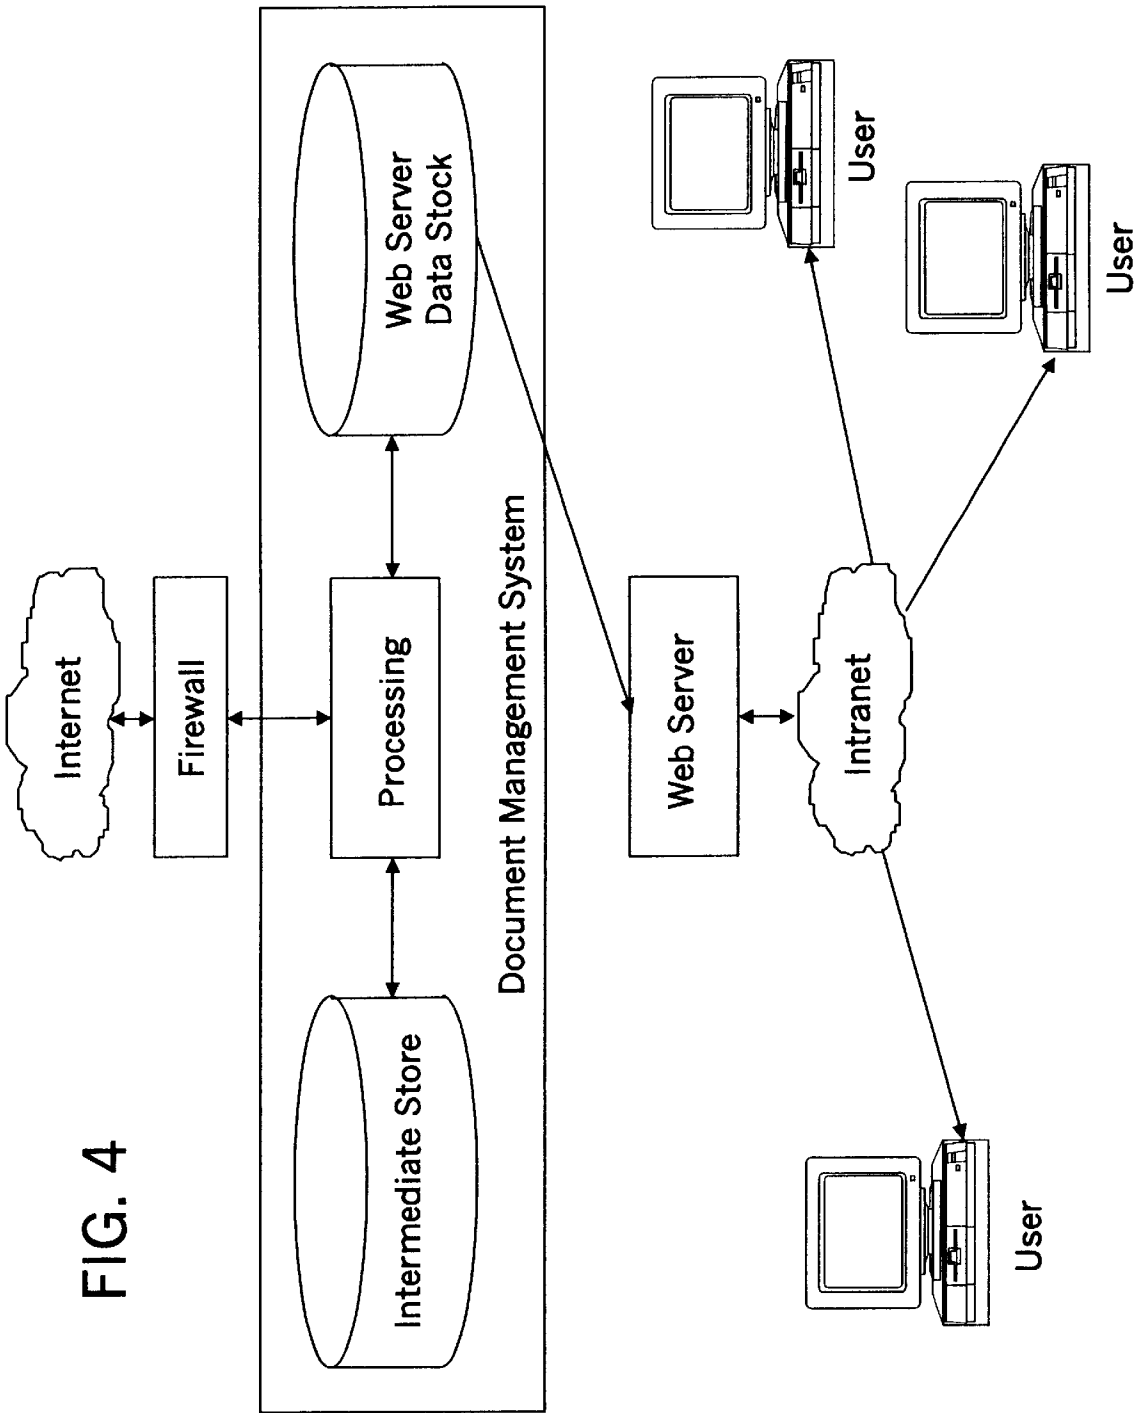 FIG. 4
Internet
Firewall
Intermediate Store
Processing
Web Server
Data Stock
Document Management System
Web Server
Intranet
User
User
User